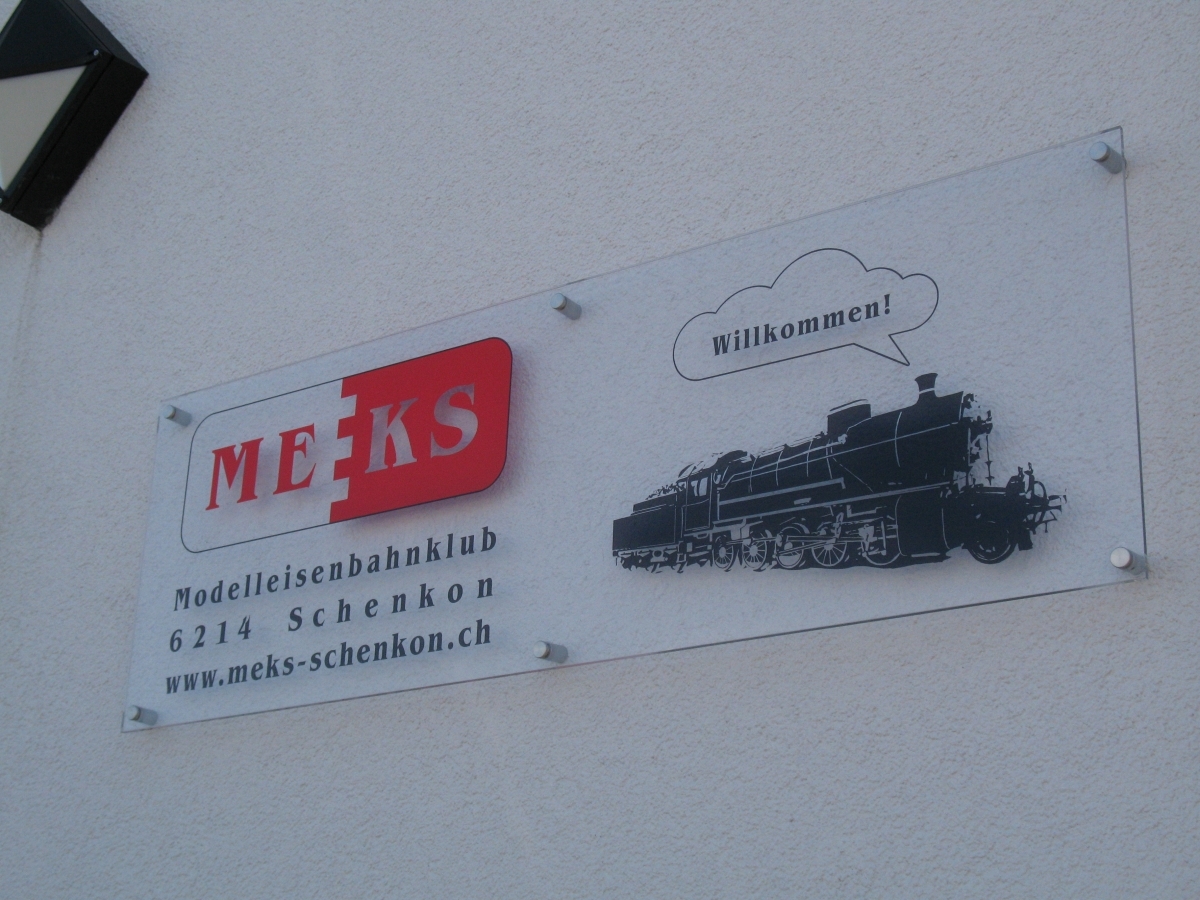 MEKS
Modelleisenbahnklub
6214 Schenkon
www.meks-schenkon.ch
Willkommen!